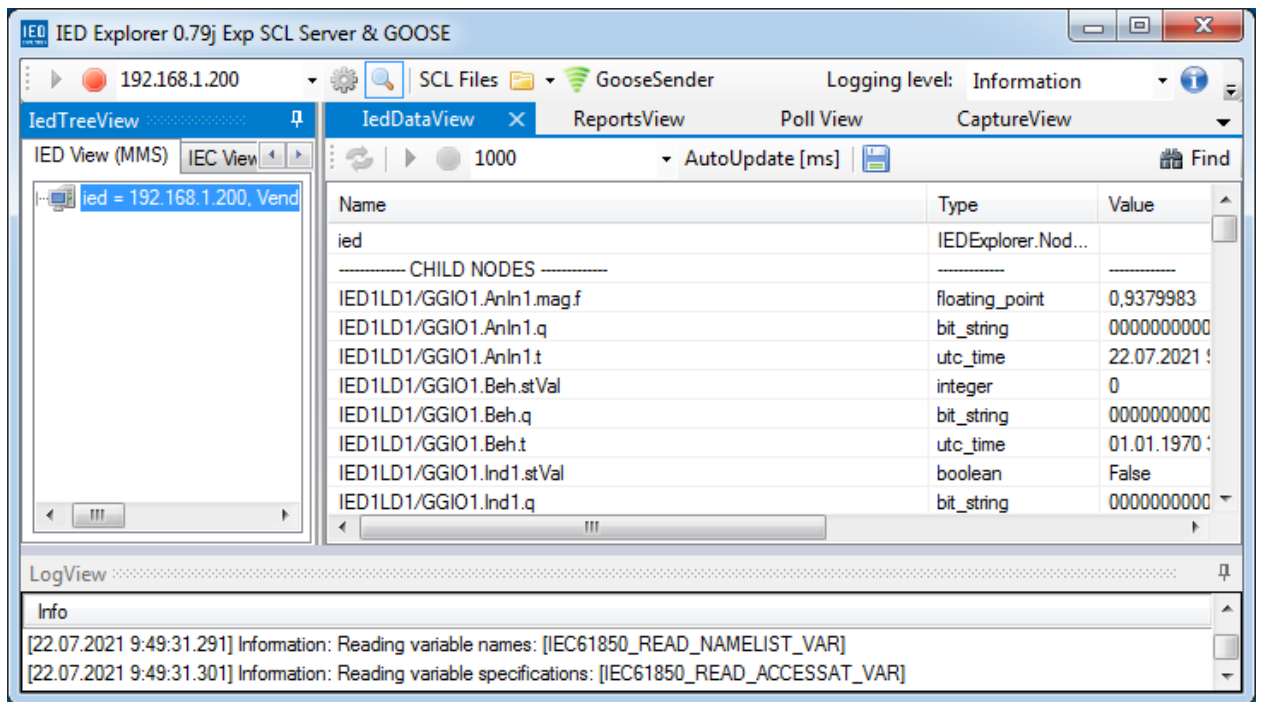 IED Explorer 0.79j Exp SCL Server & GOOSE
192.168.1.200 SCL Files GooseSender Logging level: Information
IedTreeView IedDataView ReportsView Poll View CaptureView
IED View (MMS) IEC View 1000 AutoUpdate [ms] Find
ied = 192.168.1.200, Vend
Name Type Value
ied IEDExplorer.Nod...
------------- CHILD NODES ------------- ------------- -------------
IED1LD1/GGIO1.AnIn1.mag.f floating_point 0,9379983
IED1LD1/GGIO1.AnIn1.q bit_string 0000000000
IED1LD1/GGIO1.AnIn1.t utc_time 22.07.2021
IED1LD1/GGIO1.Beh.stVal integer 0
IED1LD1/GGIO1.Beh.q bit_string 0000000000
IED1LD1/GGIO1.Beh.t utc_time 01.01.1970
IED1LD1/GGIO1.Ind1.stVal boolean False
IED1LD1/GGIO1.Ind1.q bit_string 0000000000
LogView
Info
[22.07.2021 9:49:31.291] Information: Reading variable names: [IEC61850_READ_NAMELIST_VAR]
[22.07.2021 9:49:31.301] Information: Reading variable specifications: [IEC61850_READ_ACCESSAT_VAR]